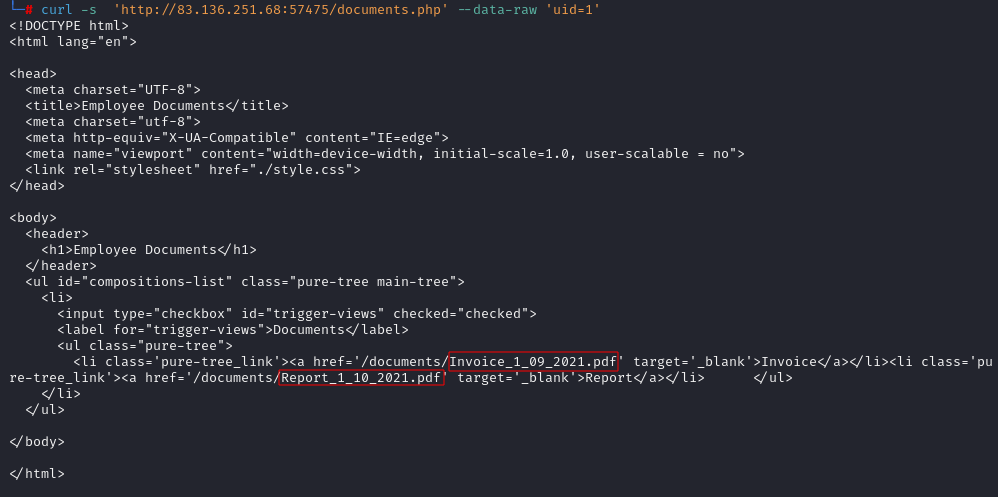 └─# curl -s  'http://83.136.251.68:57475/documents.php' --data-raw 'uid=1'
<!DOCTYPE html>
<html lang="en">

<head>
  <meta charset="UTF-8">
  <title>Employee Documents</title>
  <meta charset="utf-8">
  <meta http-equiv="X-UA-Compatible" content="IE=edge">
  <meta name="viewport" content="width=device-width, initial-scale=1.0, user-scalable = no">
  <link rel="stylesheet" href="./style.css">
</head>

<body>
  <header>
    <h1>Employee Documents</h1>
  </header>
  <ul id="compositions-list" class="pure-tree main-tree">
    <li>
      <input type="checkbox" id="trigger-views" checked="checked">
      <label for="trigger-views">Documents</label>
      <ul class="pure-tree">
        <li class='pure-tree_link'><a href='/documents/Invoice_1_09_2021.pdf' target='_blank'>Invoice</a></li><li class='pu
re-tree_link'><a href='/documents/Report_1_10_2021.pdf' target='_blank'>Report</a></li>      </ul>
    </li>
  </ul>

</body>

</html>